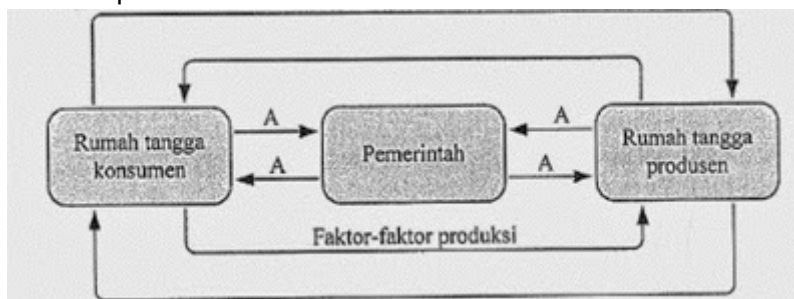 A
A
Rumah tangga
konsumen
Pemerintah
Rumah tangga
produsen
A
A
Faktor-faktor produksi